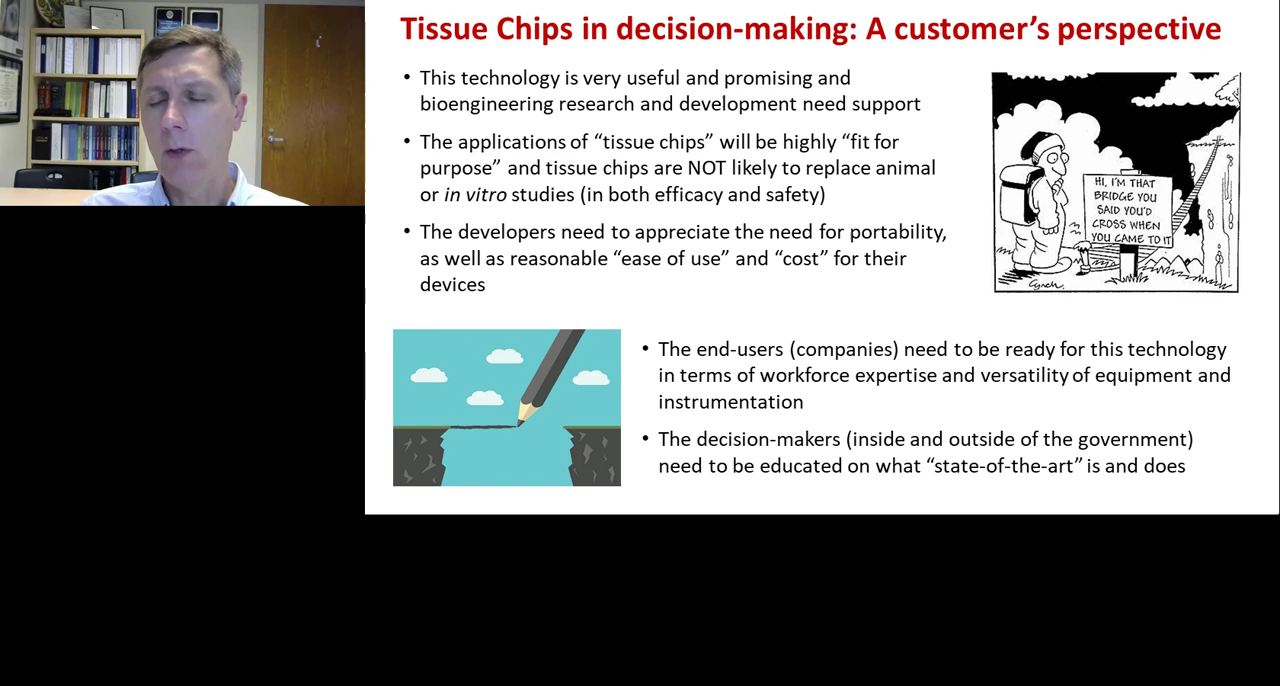 Tissue Chips in decision-making: A customer's perspective
• This technology is very useful and promising and
bioengineering research and development need support
• The applications of “tissue chips” will be highly “fit for
purpose” and tissue chips are NOT likely to replace animal
or in vitro studies (in both efficacy and safety)
• The developers need to appreciate the need for portability,
as well as reasonable “ease of use” and “cost” for their
devices
HI, I'M THAT
BRIDGE YOU
SAID YOU'D
CROSS WHEN
YOU CAME TO IT
• The end-users (companies) need to be ready for this technology
in terms of workforce expertise and versatility of equipment and
instrumentation
• The decision-makers (inside and outside of the government)
need to be educated on what “state-of-the-art” is and does